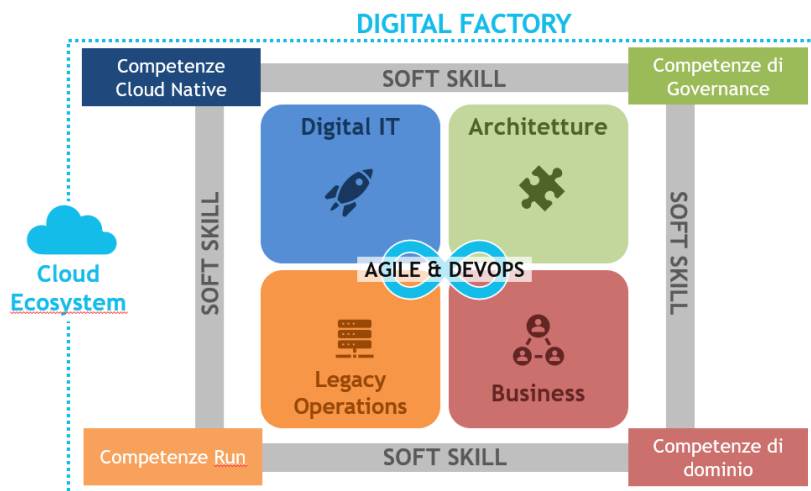 DIGITAL FACTORY
Competenze
Cloud Native
SOFT SKILL
Competenze di
Governance
Digital IT
Architetture
SOFT SKILL
SOFT SKILL
Cloud
Ecosystem
AGILE & DEVOPS
Legacy
Operations
Business
Competenze Run
SOFT SKILL
Competenze di
dominio